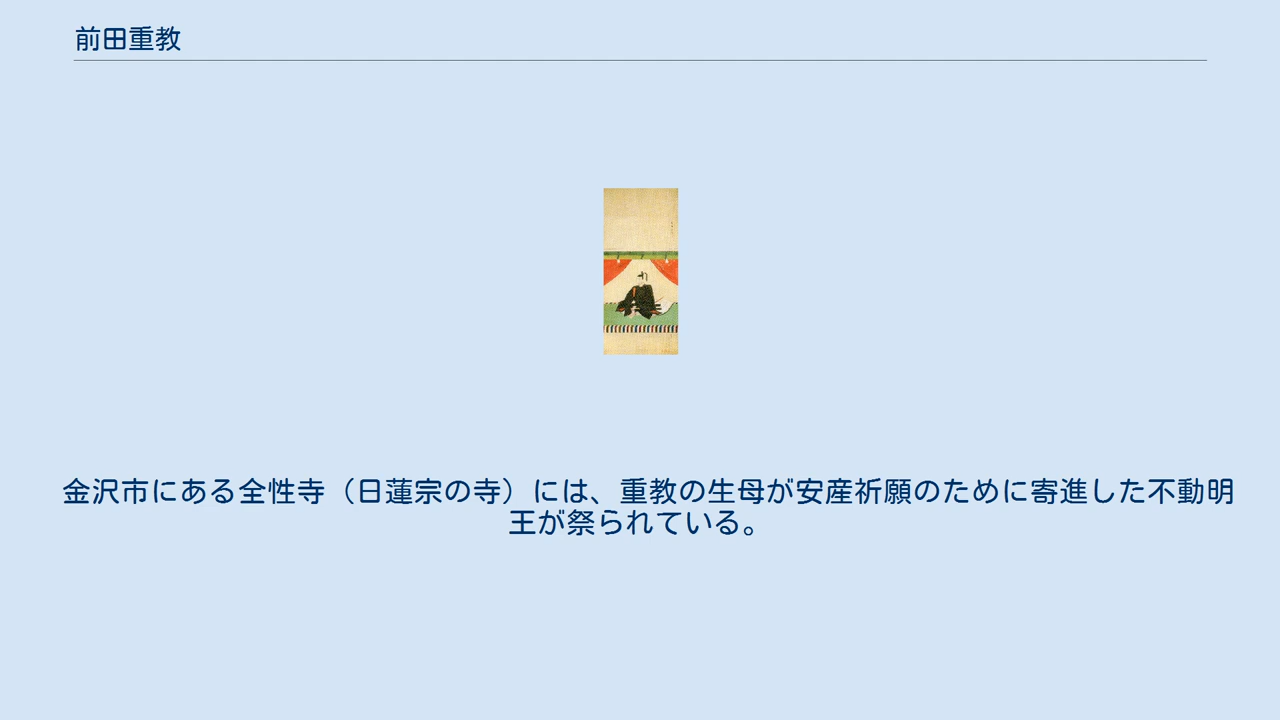 前田重教
金沢市にある全性寺（日蓮宗の寺）には、重教の生母が安産祈願のために寄進した不動明
王が祭られている。